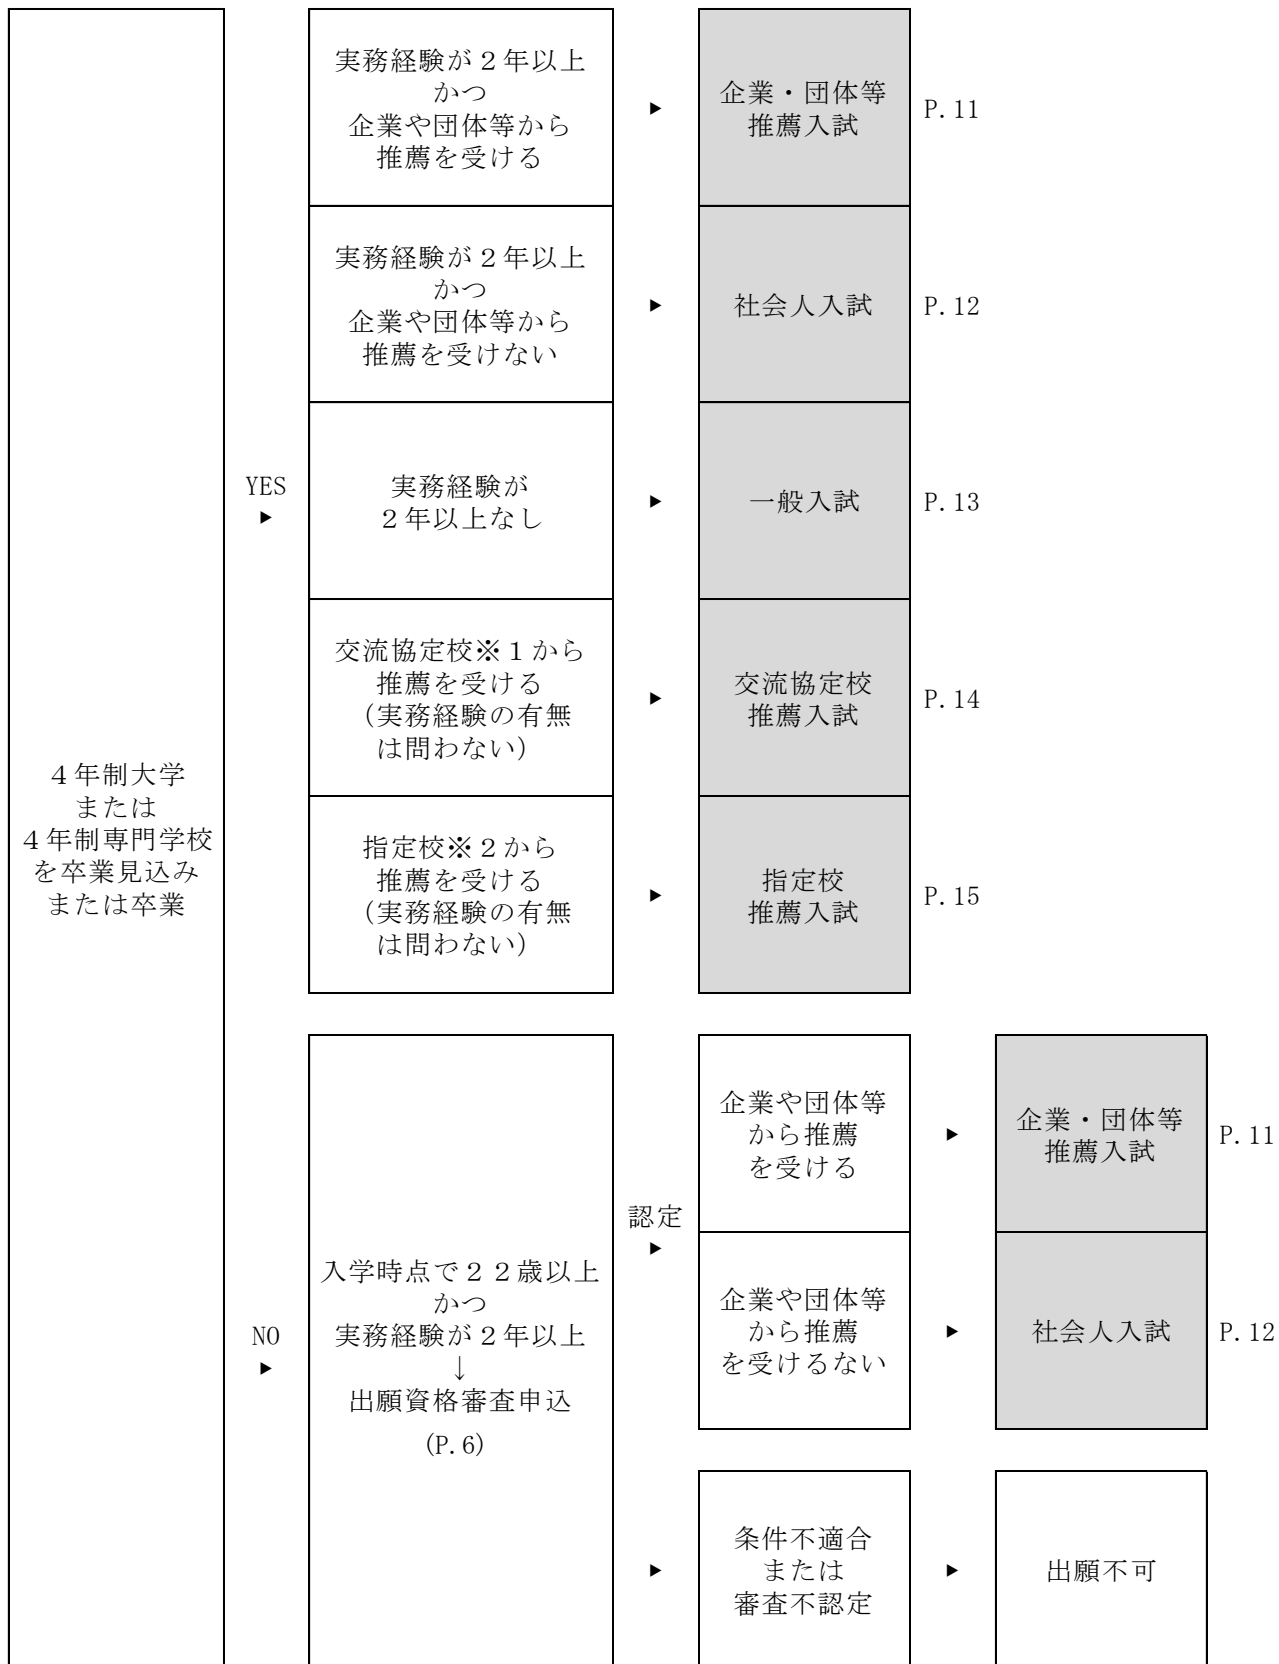 ４年制大学
または
４年制専門学校
を卒業見込み
または卒業
YES
▶
実務経験が２年以上
かつ
企業や団体等から
推薦を受ける
▶
企業・団体等
推薦入試
P.11
実務経験が２年以上
かつ
企業や団体等から
推薦を受けない
▶
社会人入試
P.12
実務経験が
２年以上なし
▶
一般入試
P.13
交流協定校※１から
推薦を受ける
（実務経験の有無
は問わない）
▶
交流協定校
推薦入試
P.14
指定校※２から
推薦を受ける
（実務経験の有無
は問わない）
▶
指定校
推薦入試
P.15
NO
▶
入学時点で２２歳以上
かつ
実務経験が２年以上
↓
出願資格審査申込
(P.6)
認定
▶
企業や団体等
から推薦
を受ける
▶
企業・団体等
推薦入試
P.11
企業や団体等
から推薦
を受けるない
▶
社会人入試
P.12
▶
条件不適合
または
審査不認定
▶
出願不可